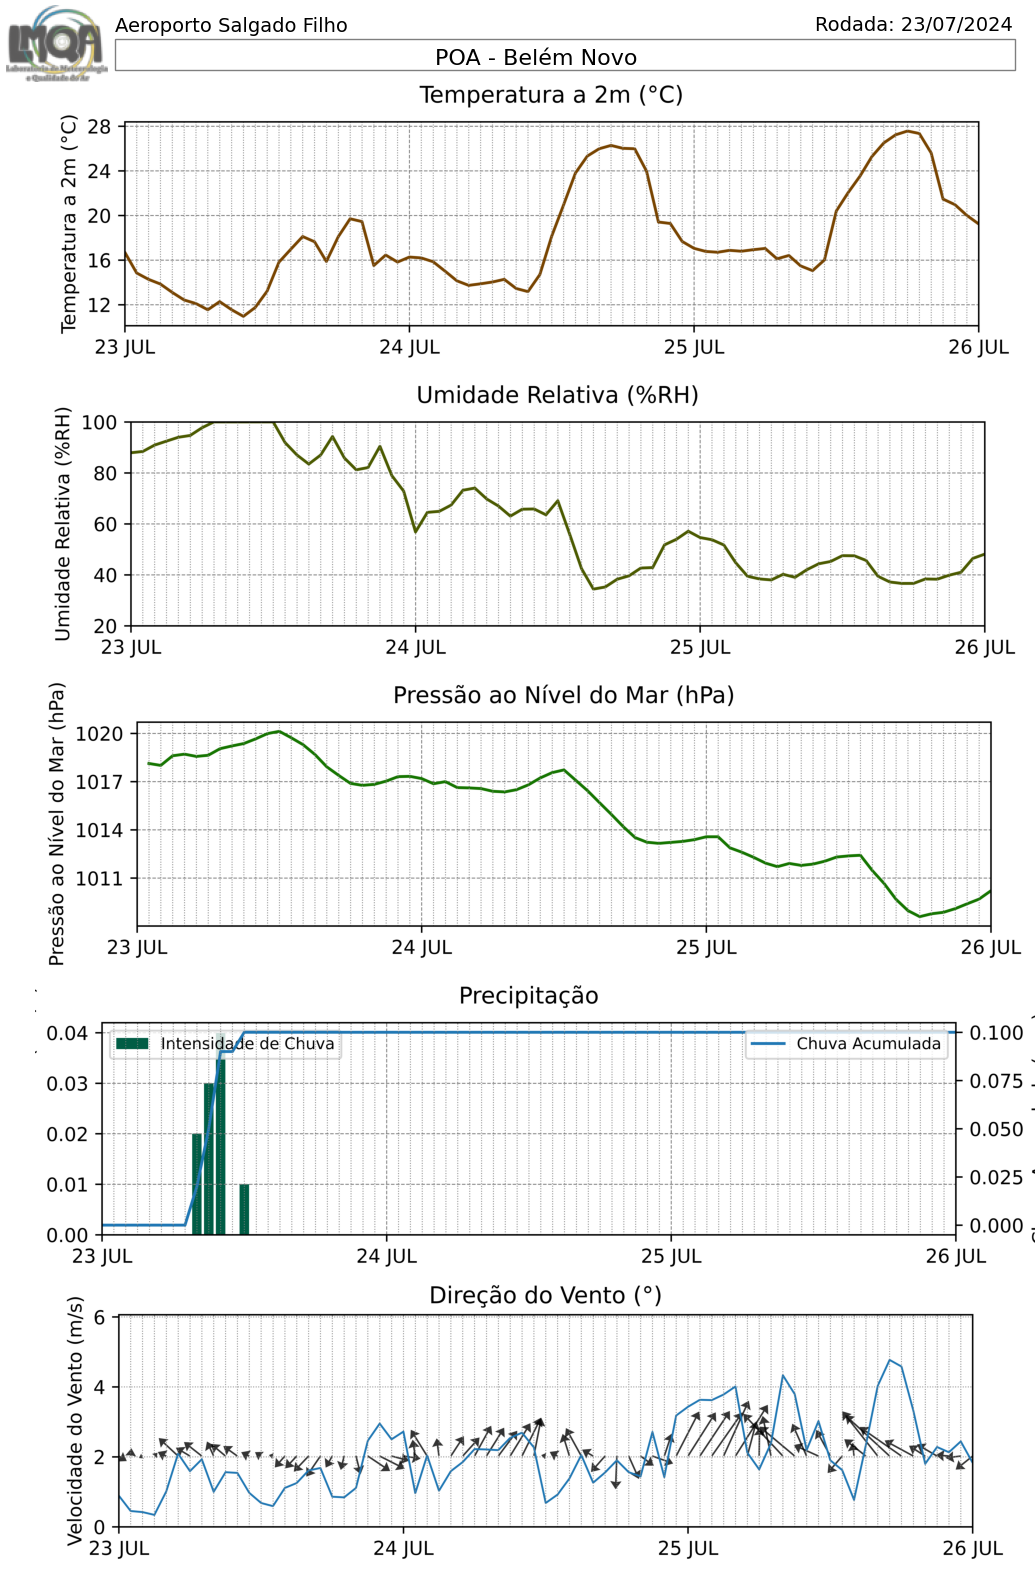 LMQA
Laboratório de Meteorologia
e Qualidade do Ar
Aeroporto Salgado Filho
Rodada: 23/07/2024
POA - Belém Novo
Temperatura a 2m (°C)
Temperatura a 2m (°C)
28
24
20
16
12
23 JUL
24 JUL
25 JUL
26 JUL
Umidade Relativa (%RH)
Umidade Relativa (%RH)
100
80
60
40
20
23 JUL
24 JUL
25 JUL
26 JUL
Pressão ao Nível do Mar (hPa)
Pressão ao Nível do Mar (hPa)
1020
1017
1014
1011
23 JUL
24 JUL
25 JUL
26 JUL
Precipitação
0.04
0.03
0.02
0.01
0.00
Intensidade de Chuva
Chuva Acumulada
0.100
0.075
0.050
0.025
0.000
23 JUL
24 JUL
25 JUL
26 JUL
Direção do Vento (°)
Velocidade do Vento (m/s)
6
4
2
0
23 JUL
24 JUL
25 JUL
26 JUL